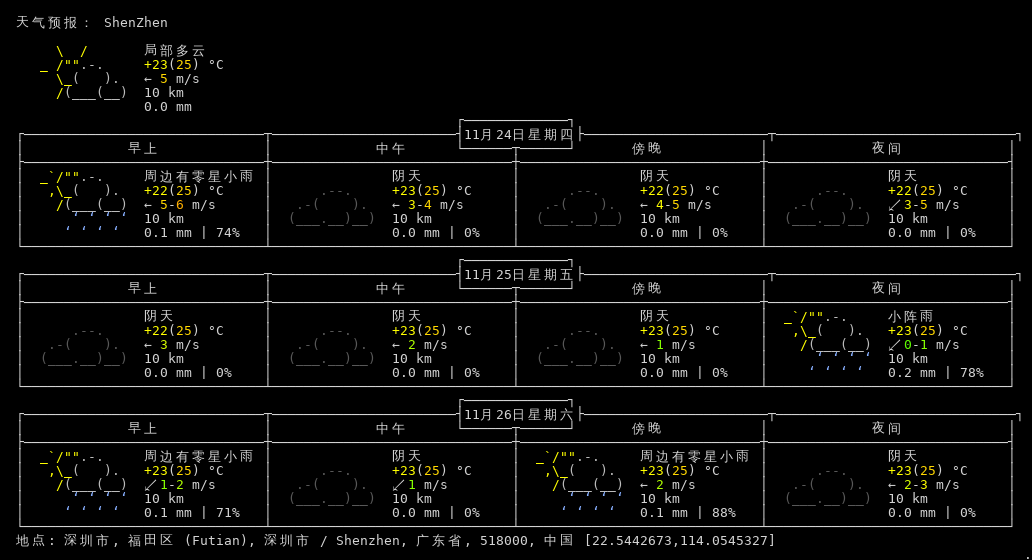 天气预报： ShenZhen
局部多云
+23(25) °C
← 5 m/s
10 km
0.0 mm
11月24日星期四
早上 中午 傍晚 夜间
周边有零星小雨 阴天 阴天 阴天
+22(25) °C +23(25) °C +22(25) °C +22(25) °C
← 5-6 m/s ← 3-4 m/s ← 4-5 m/s ↙ 3-5 m/s
10 km 10 km 10 km 10 km
0.1 mm | 74% 0.0 mm | 0% 0.0 mm | 0% 0.0 mm | 0%
11月25日星期五
早上 中午 傍晚 夜间
阴天 阴天 阴天 小阵雨
+22(25) °C +23(25) °C +23(25) °C +23(25) °C
← 3 m/s ← 2 m/s ← 1 m/s ↙ 0-1 m/s
10 km 10 km 10 km 10 km
0.0 mm | 0% 0.0 mm | 0% 0.0 mm | 0% 0.2 mm | 78%
11月26日星期六
早上 中午 傍晚 夜间
周边有零星小雨 阴天 周边有零星小雨 阴天
+23(25) °C +23(25) °C +23(25) °C +23(25) °C
↙ 1-2 m/s ↙ 1 m/s ← 2 m/s ← 2-3 m/s
10 km 10 km 10 km 10 km
0.1 mm | 71% 0.0 mm | 0% 0.1 mm | 88% 0.0 mm | 0%
地点: 深圳市, 福田区 (Futian), 深圳市 / Shenzhen, 广东省, 518000, 中国 [22.5442673,114.0545327]